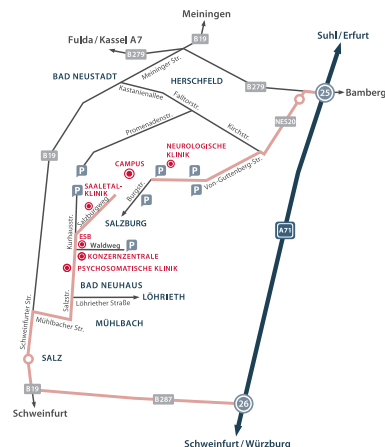 Meiningen
B19
Suhl / Erfurt
Fulda / Kassel A7
B279
Meininger Str.
BAD NEUSTADT
HERSCHFELD
Kastanienallee
B279
25
Bamberg
Falltorstr.
Promenadenstr.
Kirchstr.
NES20
B19
NEUROLOGISCHE
KLINIK
CAMPUS
P
P
P
P
P
P
Von-Guttenberg-Str.
Burgstr.
SAALETAL-
KLINIK
Salzburgweg
SALZBURG
Kurhausstr.
A71
ESB
Waldweg
P
KONZERNZENTRALE
PSYCHOSOMATISCHE KLINIK
BAD NEUHAUS
Salzstr.
LÖHRIETH
Löhriether Straße
Schweinfurter Str.
Mühlbacher Str.
MÜHLBACH
SALZ
B19
B287
26
Schweinfurt
Schweinfurt / Würzburg